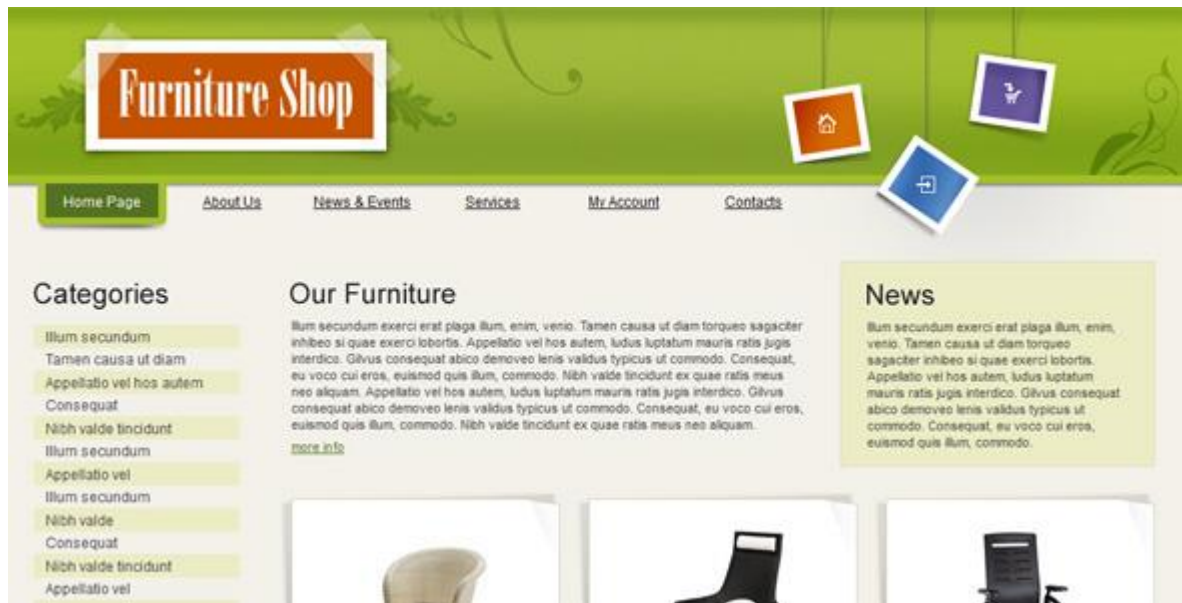 Furniture Shop
Home Page
About Us
News & Events
Services
My Account
Contacts
Categories
Illum secundum
Tamen causa ut diam
Appellatio vel hos autem
Consequat
Nibh valde tincidunt
Illum secundum
Appellatio vel
Illum secundum
Nibh valde
Consequat
Nibh valde tincidunt
Appellatio vel
Our Furniture
Illum secundum exerci erat plaga illum, enim, venio. Tamen causa ut diam torqueo sagaciter
inhibeo si quae exerci lobortis. Appellatio vel hos autem, ludus luptatum mauris ratis jugis
interdico. Gilvus consequat abico demoveo lenis validus typicus ut commodo. Consequat,
eu voco cui eros, euismod quis illum, commodo. Nibh valde tincidunt ex quae ratis meus
neo aliquam. Appellatio vel hos autem, ludus luptatum mauris ratis jugis interdico. Gilvus
consequat abico demoveo lenis validus typicus ut commodo. Consequat, eu voco cui eros,
euismod quis illum, commodo. Nibh valde tincidunt ex quae ratis meus neo aliquam.
more info
News
Illum secundum exerci erat plaga illum, enim,
venio. Tamen causa ut diam torqueo
sagaciter inhibeo si quae exerci lobortis.
Appellatio vel hos autem, ludus luptatum
mauris ratis jugis interdico. Gilvus consequat
abico demoveo lenis validus typicus ut
commodo. Consequat, eu voco cui eros,
euismod quis illum, commodo.